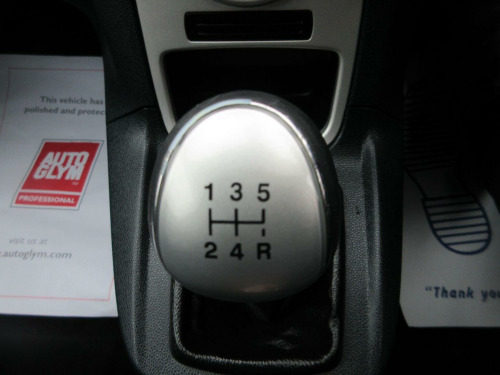 This vehicle has
polished and protec
AUTO
GLYM
PROFESSIONAL
visit us at
.autoglym.com
1 3 5
2 4 R
"Thank you